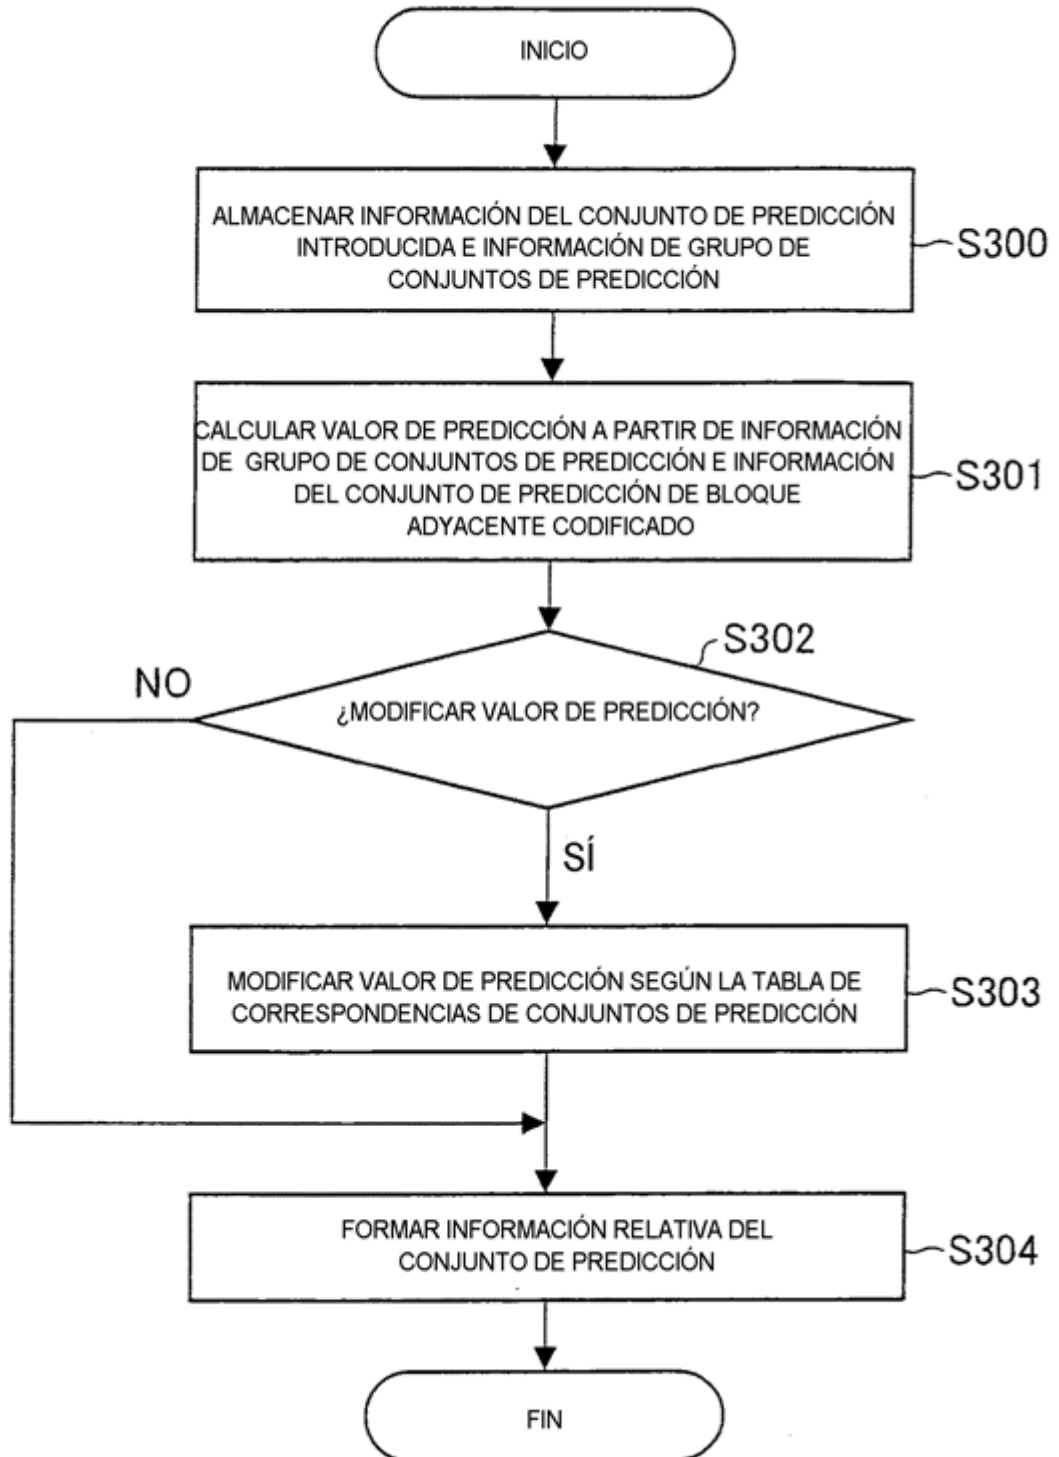 INICIO
ALMACENAR INFORMACIÓN DEL CONJUNTO DE PREDICCIÓN
INTRODUCIDA E INFORMACIÓN DE GRUPO DE
CONJUNTOS DE PREDICCIÓN
S300
CALCULAR VALOR DE PREDICCIÓN A PARTIR DE INFORMACIÓN
DE GRUPO DE CONJUNTOS DE PREDICCIÓN E INFORMACIÓN
DEL CONJUNTO DE PREDICCIÓN DE BLOQUE
ADYACENTE CODIFICADO
S301
S302
NO
¿MODIFICAR VALOR DE PREDICCIÓN?
SÍ
MODIFICAR VALOR DE PREDICCIÓN SEGÚN LA TABLA DE
CORRESPONDENCIAS DE CONJUNTOS DE PREDICCIÓN
S303
FORMAR INFORMACIÓN RELATIVA DEL
CONJUNTO DE PREDICCIÓN
S304
FIN